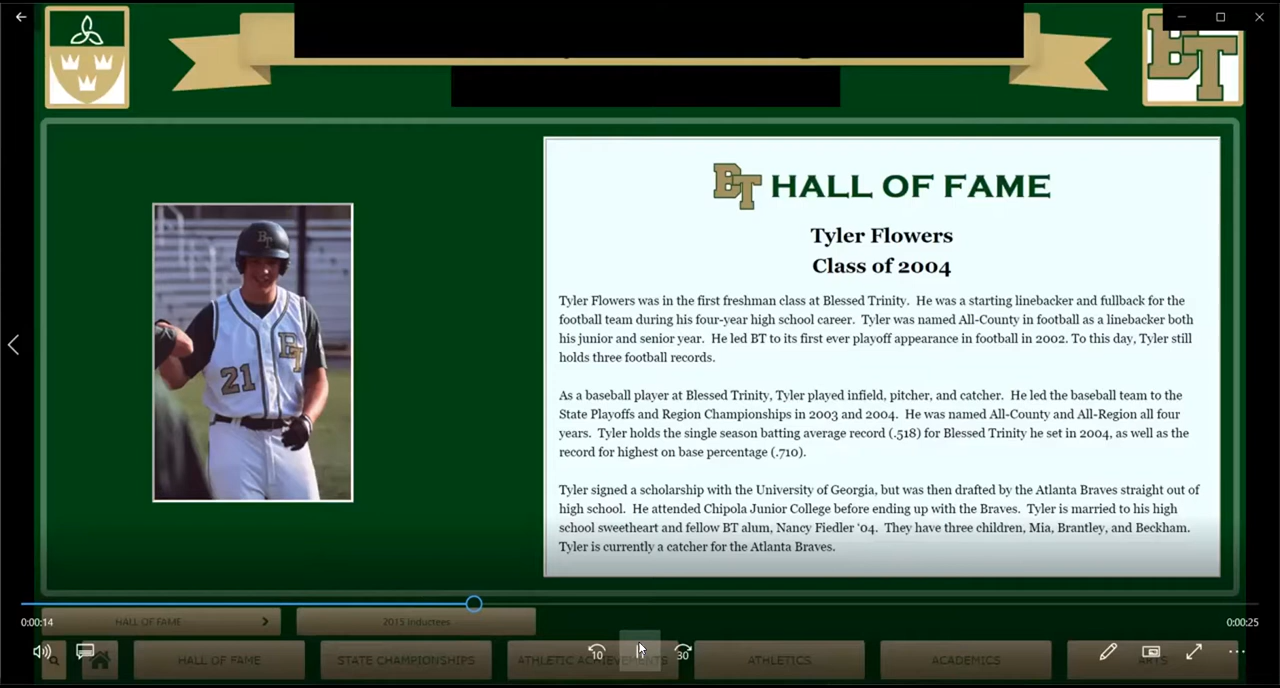 BT
BT HALL OF FAME
Tyler Flowers
Class of 2004
BT
21
BT
Tyler Flowers was in the first freshman class at Blessed Trinity. He was a starting linebacker and fullback for the
football team during his four-year high school career. Tyler was named All-County in football as a linebacker both
his junior and senior year. He led BT to its first ever playoff appearance in football in 2002. To this day, Tyler still
holds three football records.
As a baseball player at Blessed Trinity, Tyler played infield, pitcher, and catcher. He led the baseball team to the
State Playoffs and Region Championships in 2003 and 2004. He was named All-County and All-Region all four
years. Tyler holds the single season batting average record (.518) for Blessed Trinity he set in 2004, as well as the
record for highest on base percentage (.710).
Tyler signed a scholarship with the University of Georgia, but was then drafted by the Atlanta Braves straight out of
high school. He attended Chipola Junior College before ending up with the Braves. Tyler is married to his high
school sweetheart and fellow BT alum, Nancy Fiedler '04. They have three children, Mia, Brantley, and Beckham.
Tyler is currently a catcher for the Atlanta Braves.
0:00:14 HALL OF FAME 2015 Inductees 0:00:25
10 30
HALL OF FAME STATE CHAMPIONSHIPS ATHLETIC ACHIEVEMENTS ATHLETICS ACADEMICS ARTS